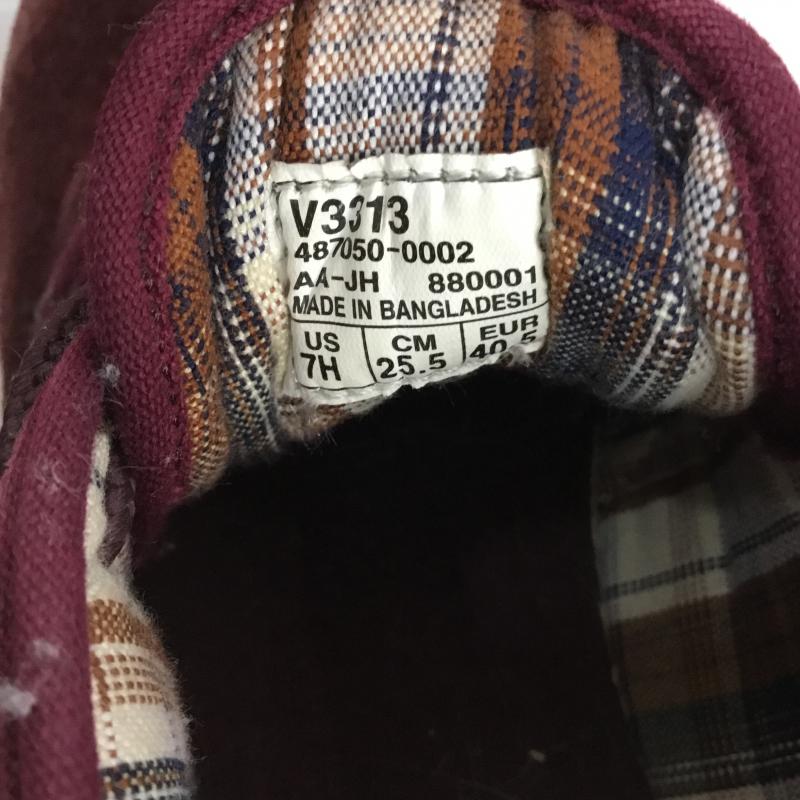 V3313
487050-0002
AA-JH 880001
MADE IN BANGLADESH
US CM EUR
7H 25.5 40.5